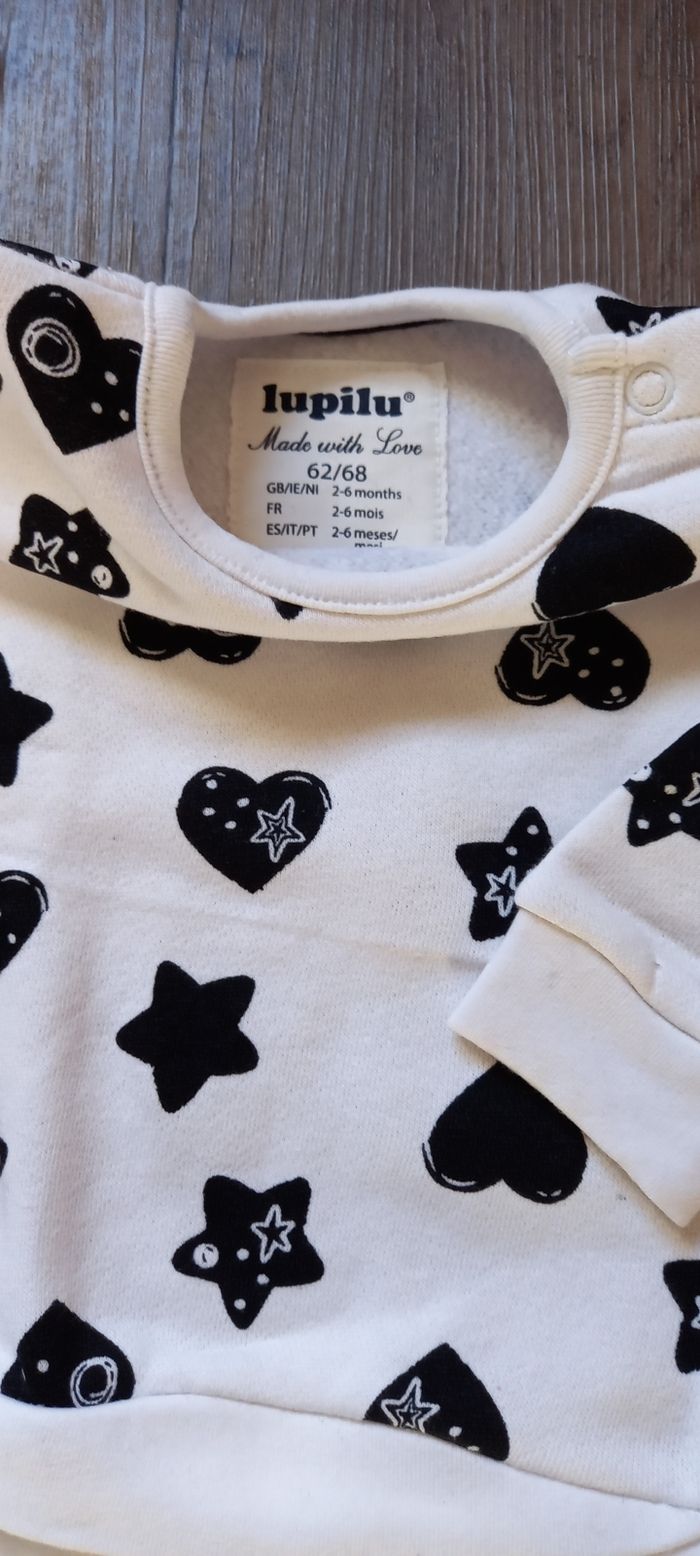 lupilu®
Made with Love
62/68
GB/IE/NI 2-6 months
FR 2-6 mois
ES/IT/PT 2-6 meses/